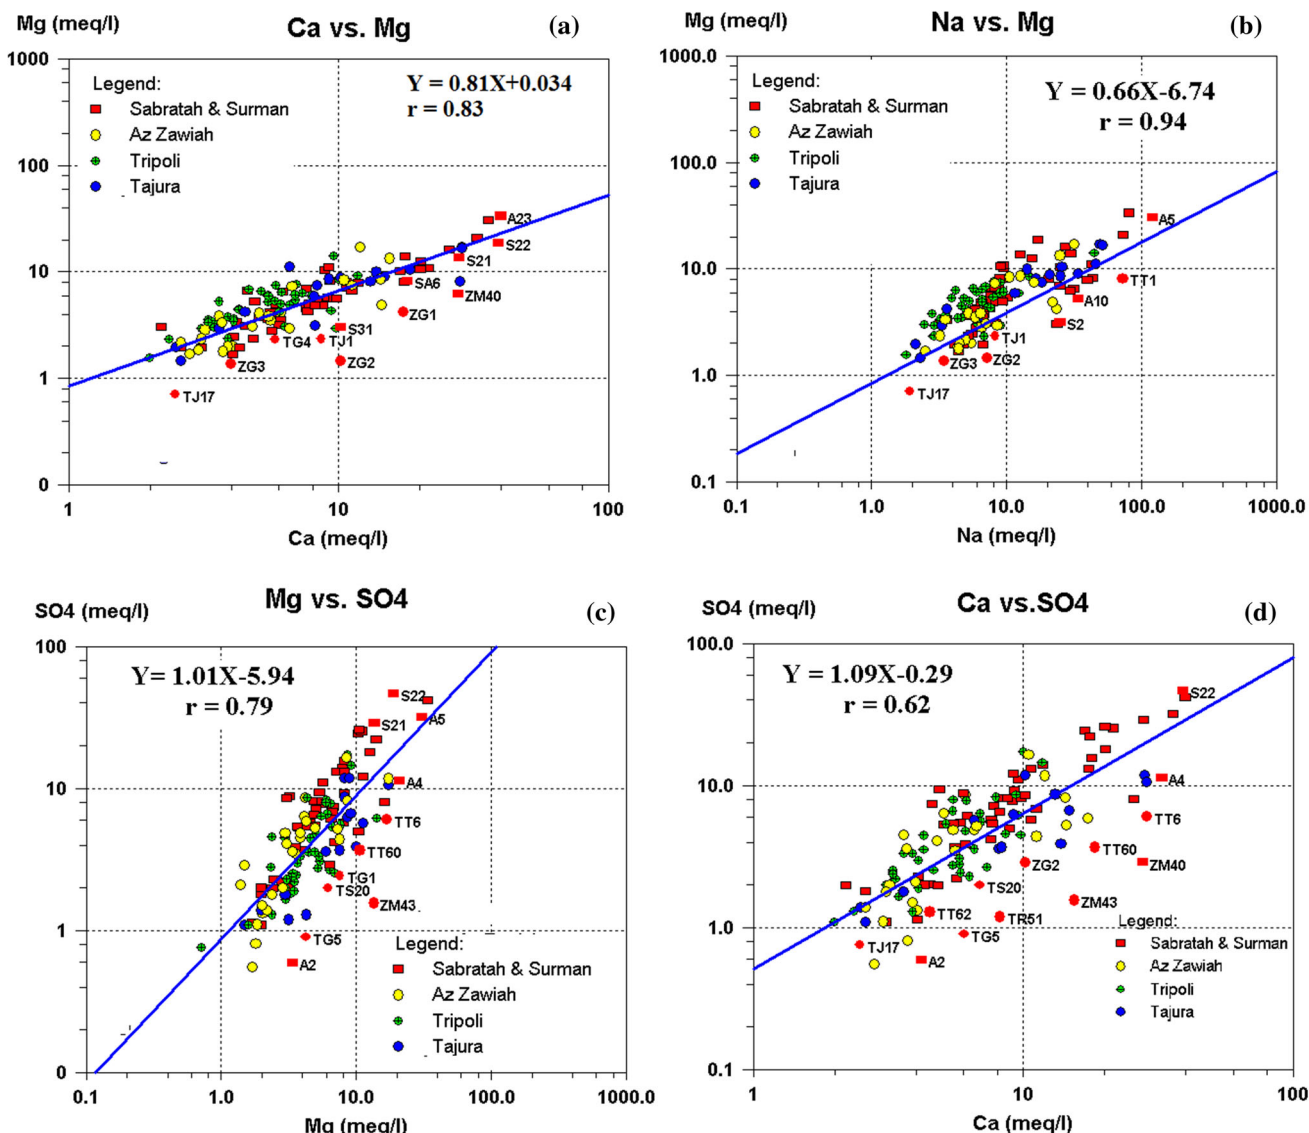 Mg (meq/l)
Ca vs. Mg
(a)
1000
Legend:
Sabratah & Surman
Az Zawiah
Tripoli
Tajura
Y = 0.81X+0.034
r = 0.83
100
A23
S22
S21
10
SA6
ZM40
ZG1
S31
TG4
TJ1
ZG2
ZG3
1
TJ17
0
1
10
100
Ca (meq/l)
Mg (meq/l)
Na vs. Mg
(b)
1000.0
Legend:
Sabratah & Surman
Az Zawiah
Tripoli
Tajura
Y = 0.66X-6.74
r = 0.94
100.0
A5
10.0
TT1
A10
S2
TJ1
ZG3
ZG2
1.0
TJ17
0.1
0.1
1.0
10.0
100.0
1000.0
Na (meq/l)
SO4 (meq/l)
Mg vs. SO4
(c)
100
Y= 1.01X-5.94
r = 0.79
S22
S21
A5
10
A4
TT6
TT60
TG1
TS20
ZM43
1
TG5
A2
Legend:
Sabratah & Surman
Az Zawiah
Tripoli
Tajura
0
0.1
1.0
10.0
100.0
1000.0
Mg (meq/l)
SO4 (meq/l)
Ca vs.SO4
(d)
100.0
Y = 1.09X-0.29
r = 0.62
S22
A4
10.0
TT6
TT60
ZG2
ZM40
TS20
ZM43
TT62
TR51
1.0
TG5
TJ17
A2
Legend:
Sabratah & Surman
Az Zawiah
Tripoli
Tajura
0.1
1
10
100
Ca (meq/l)